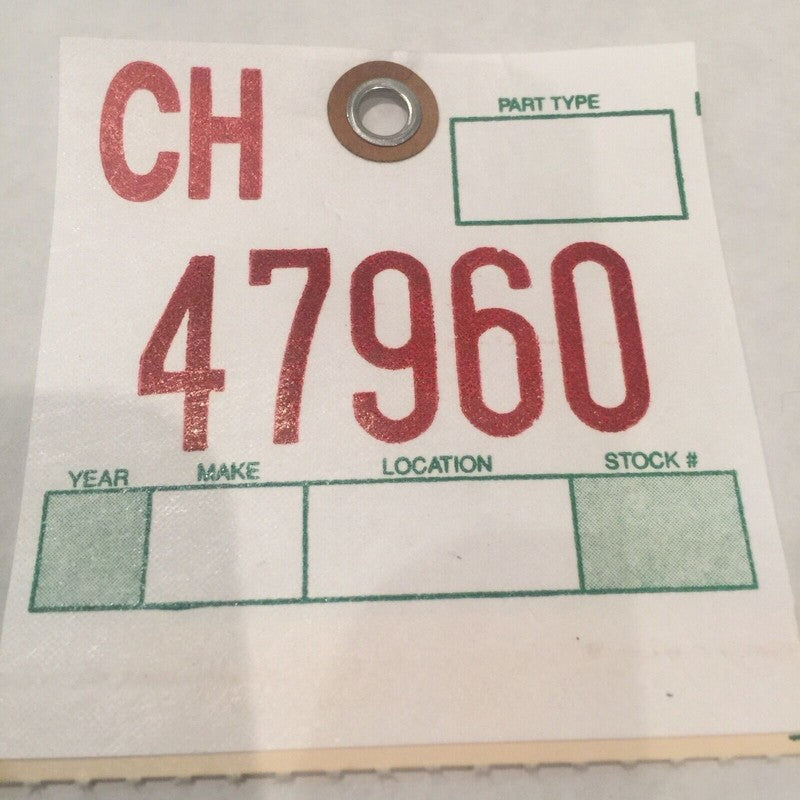 CH
PART TYPE
47960
YEAR MAKE LOCATION STOCK #